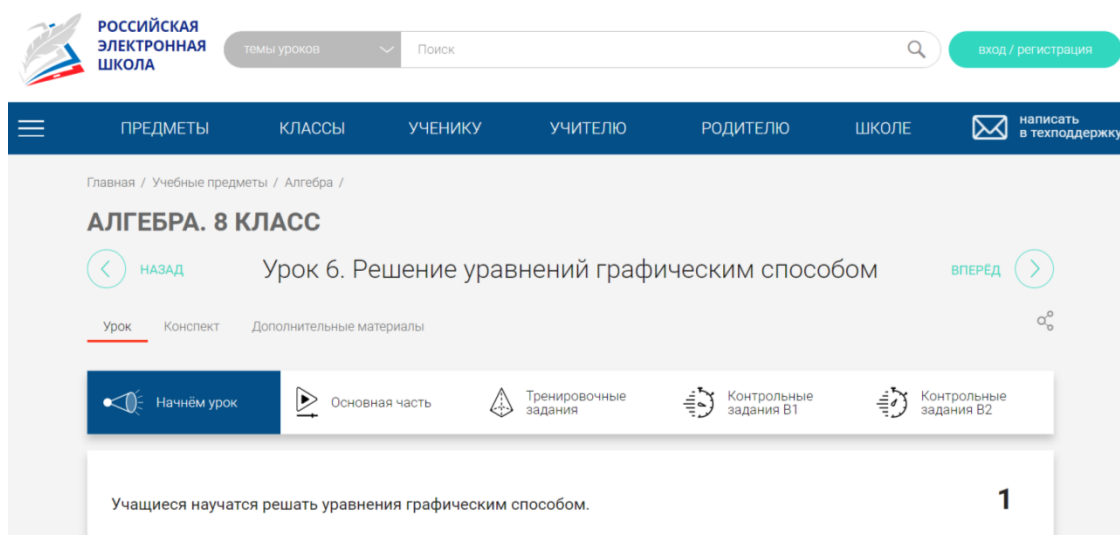 РОССИЙСКАЯ
ЭЛЕКТРОННАЯ
ШКОЛА
темы уроков
Поиск
вход / регистрация
ПРЕДМЕТЫ КЛАССЫ УЧЕНИКУ УЧИТЕЛЮ РОДИТЕЛЮ ШКОЛЕ
написать
в техподдержку
Главная / Учебные предметы / Алгебра /
АЛГЕБРА. 8 КЛАСС
НАЗАД
Урок 6. Решение уравнений графическим способом
ВПЕРЁД
Урок Конспект Дополнительные материалы
Начнём урок
Основная часть
Тренировочные
задания
Контрольные
задания В1
Контрольные
задания В2
Учащиеся научатся решать уравнения графическим способом.
1